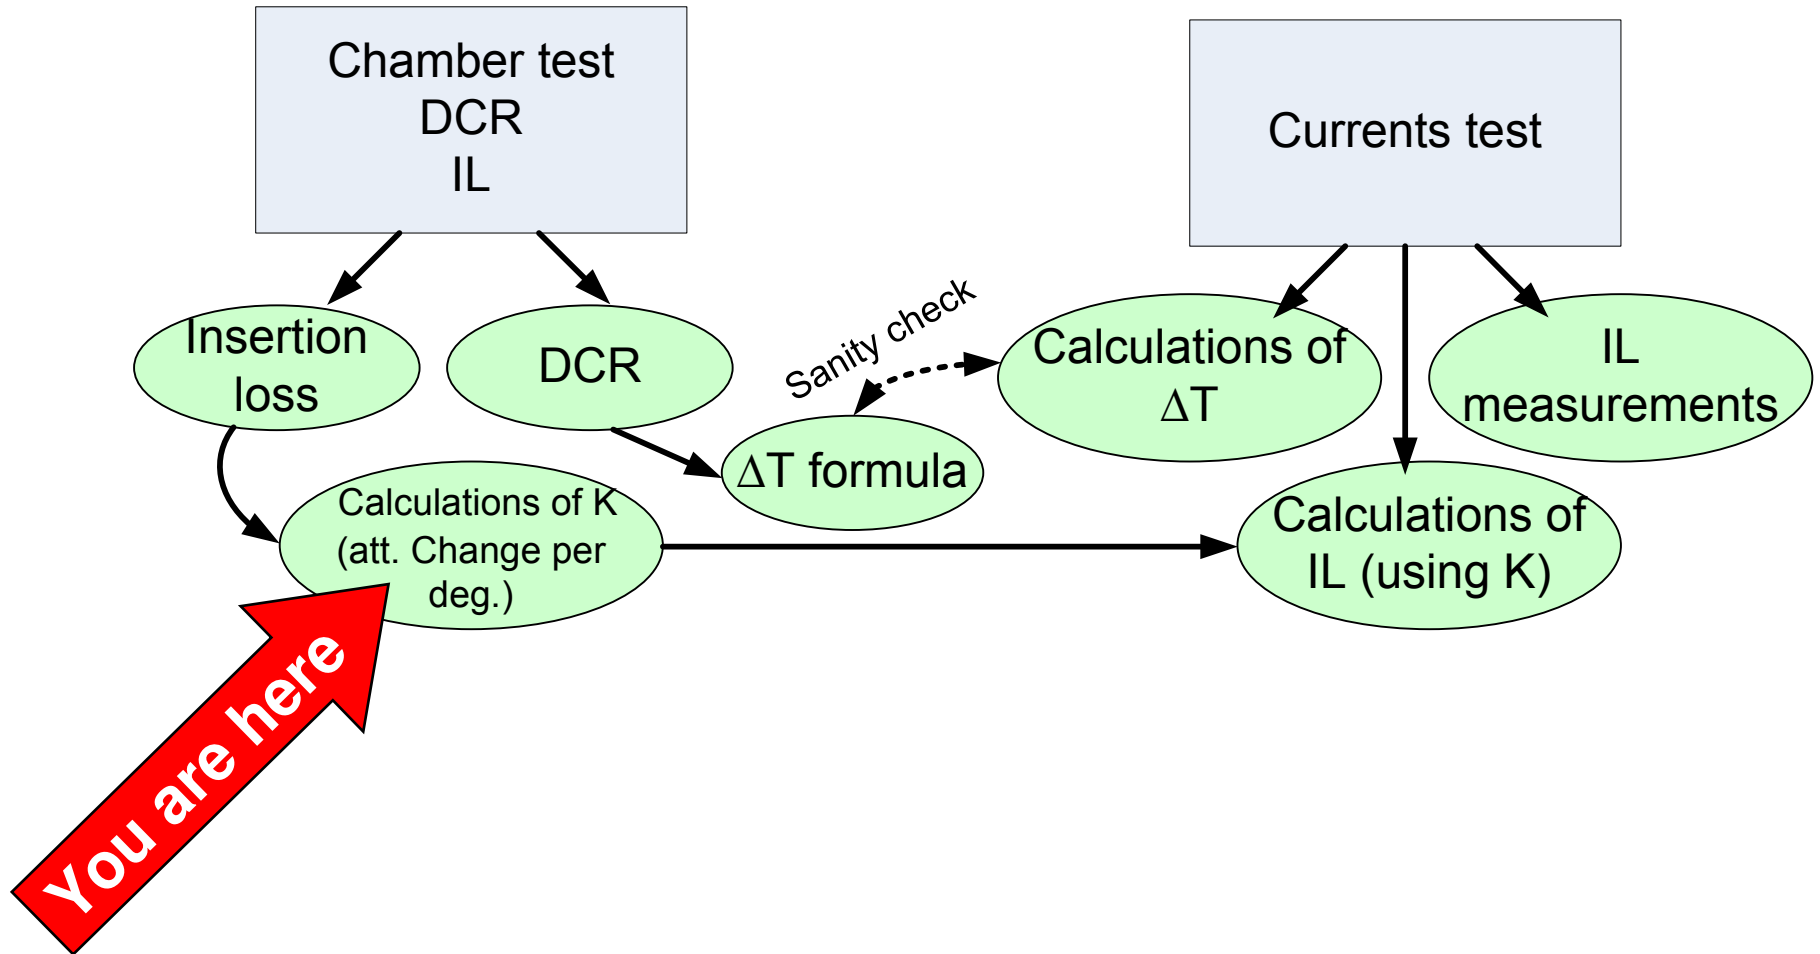 Chamber test
DCR
IL
Currents test
Insertion
loss
DCR
Sanity check
Calculations of
ΔT
IL
measurements
ΔT formula
Calculations of K
(att. Change per
deg.)
Calculations of
IL (using K)
You are here